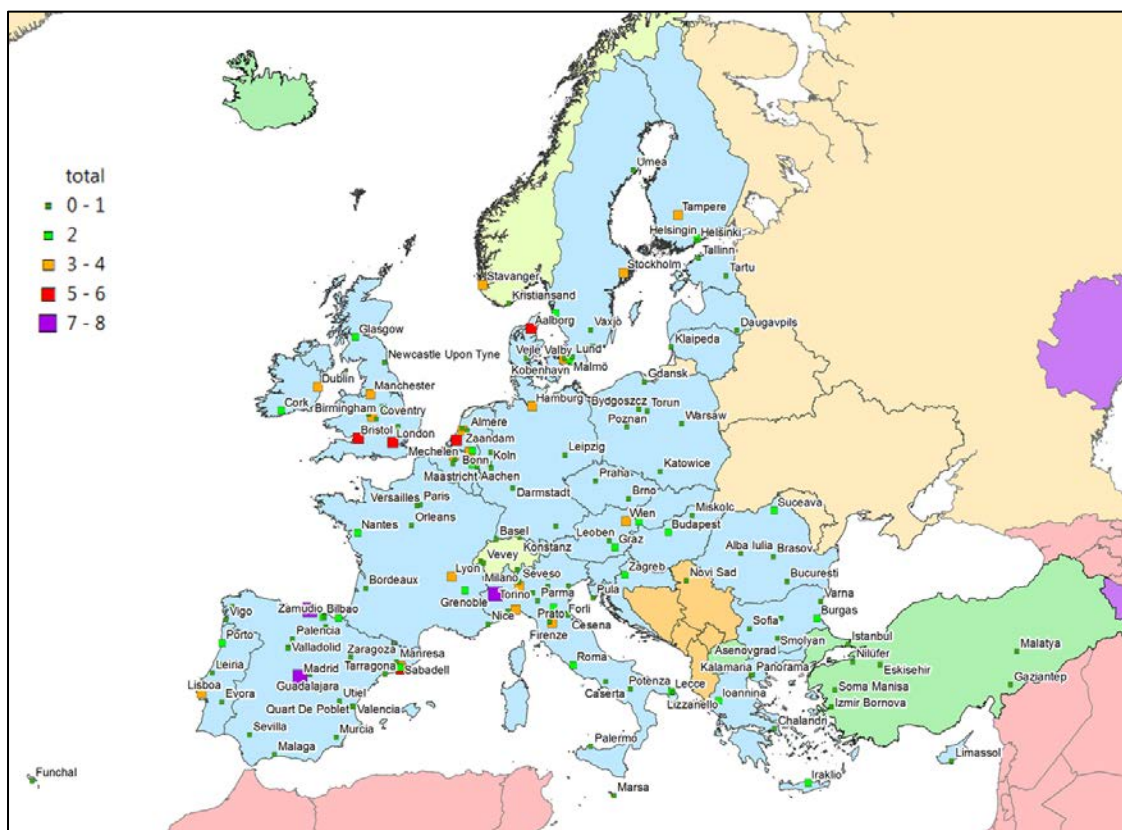 total
0 - 1
2
3 - 4
5 - 6
7 - 8
Umea
Tampere
Helsingin
Helsinki
Tallinn
Stockholm
Tartu
Stavanger
Kristiansand
Aalborg
Vaxjö
Daugavpils
Glasgow
Klaipeda
Newcastle Upon Tyne
Vejle
Valby
Lund
Kobenhavn
Malmö
Gdansk
Dublin
Manchester
Hamburg
Bydgoszcz
Torun
Cork
Birmingham
Coventry
Poznan
Warsaw
Almere
Bristol
London
Zaandam
Mechelen
Bonn
Koln
Leipzig
Katowice
Maastricht
Aachen
Praha
Darmstadt
Brno
Versailles
Paris
Miskolc
Suceava
Orleans
Wien
Nantes
Basel
Leoben
Budapest
Konstanz
Graz
Alba Iulia
Brasov
Vevey
Zagreb
Lyon
Milano
Seveso
Novi Sad
Bordeaux
Torino
Parma
Pula
Bucuresti
Grenoble
Forli
Varna
Vigo
Zamudio
Bilbao
Nice
Prato
Cesena
Burgas
Palencia
Firenze
Sofia
Porto
Valladolid
Zaragoza
Manresa
Smolyan
Istanbul
Asenovgrad
Malatya
Leiria
Madrid
Tarragona
Sabadell
Roma
Kalamaria
Panorama
Nilüfer
Eskisehir
Lisboa
Guadalajara
Potenza
Lecce
Gaziantep
Evora
Utiel
Caserta
Lizzanello
Ioannina
Soma Manisa
Quart De Poblet
Valencia
Izmir Bornova
Sevilla
Murcia
Chalandri
Malaga
Palermo
Limassol
Funchal
Marsa
Iraklio